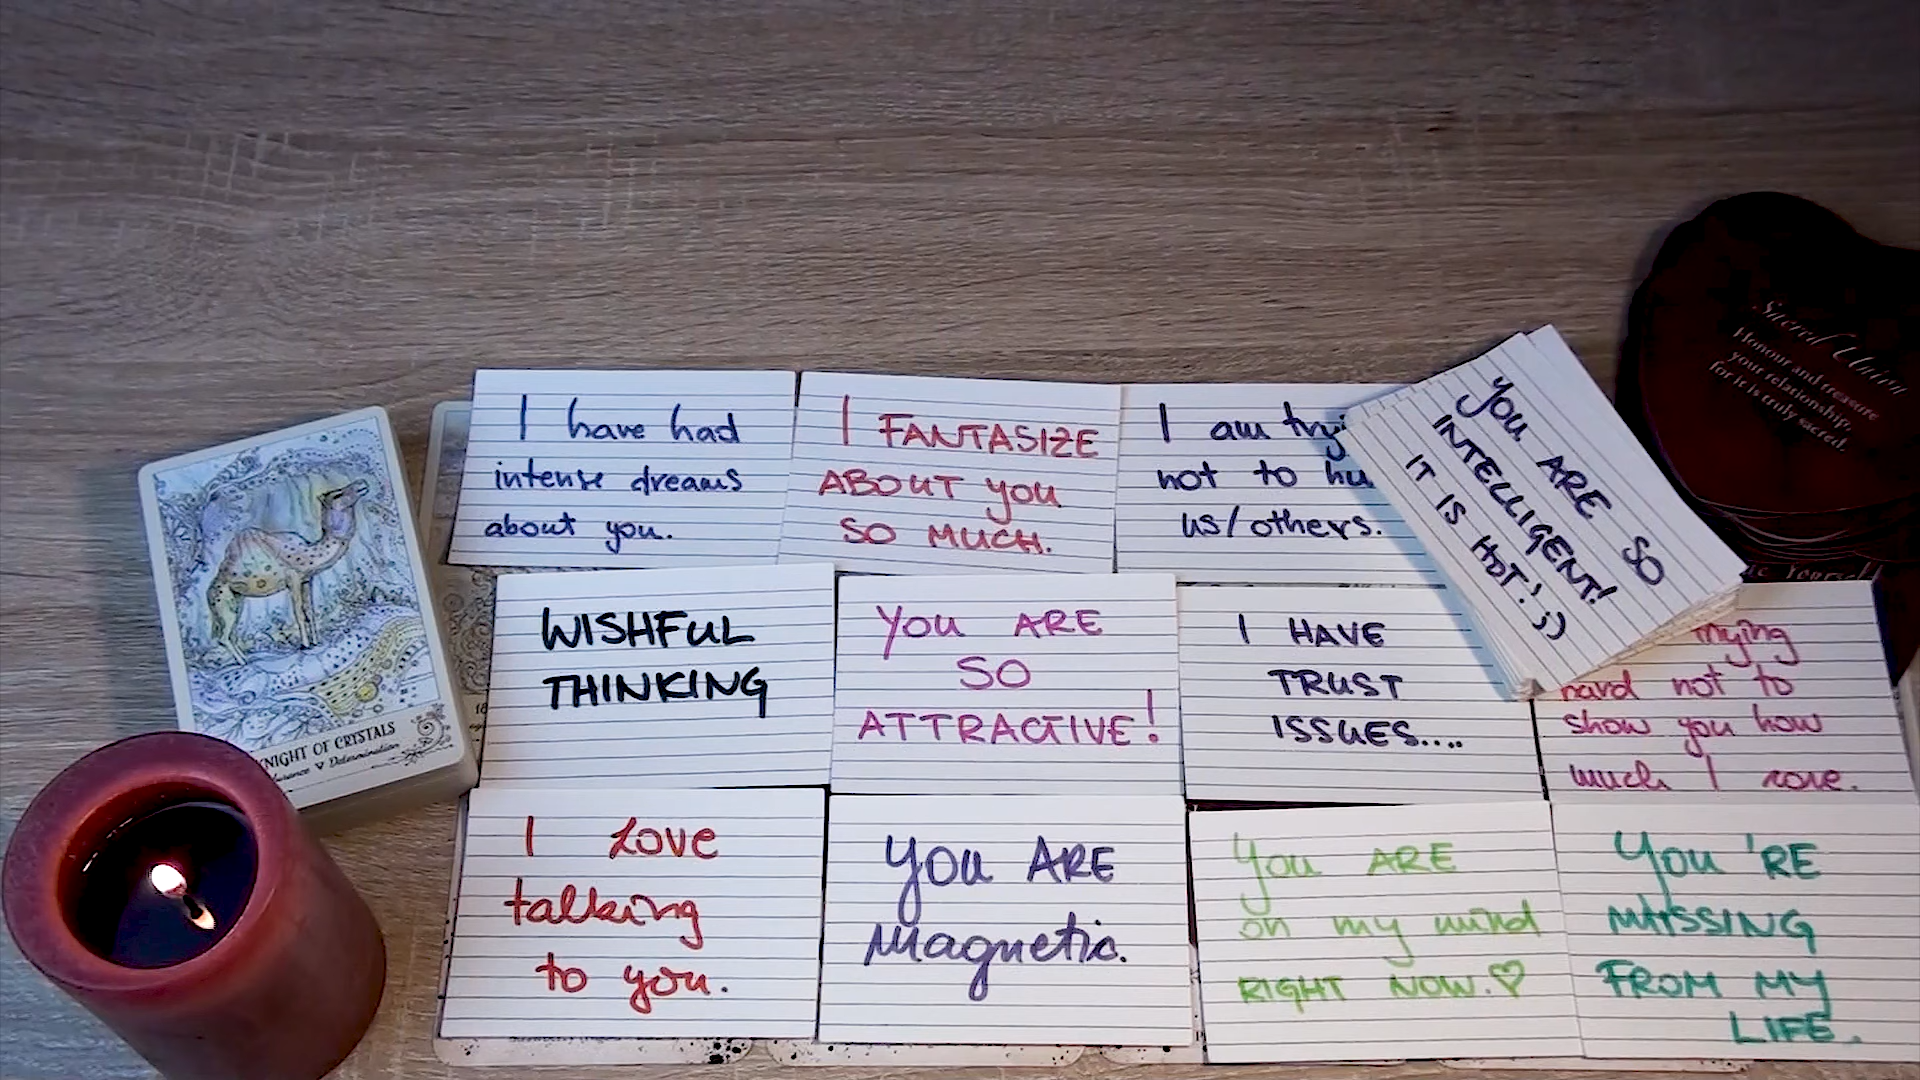 I have had
intense dreams
about you.
I FANTASIZE
ABOUT you
SO MUCH.
I am
not to
us/others.
YOU ARE SO
INTELLIGENT!
IT IS HOT! ;)
Sacred Union
Honour and treasure
your relationship,
for it is truly sacred.
Yourself
KNIGHT OF CRYSTALS
Determination
WISHFUL
THINKING
YOU ARE
SO
ATTRACTIVE!
I HAVE
TRUST
ISSUES....
trying
hard not to
show you how
much I care.
I LOVE
talking
to you.
YOU ARE
Magnetic.
You ARE
on my mind
RIGHT NOW.♡
YOU'RE
MISSING
FROM MY
LIFE.